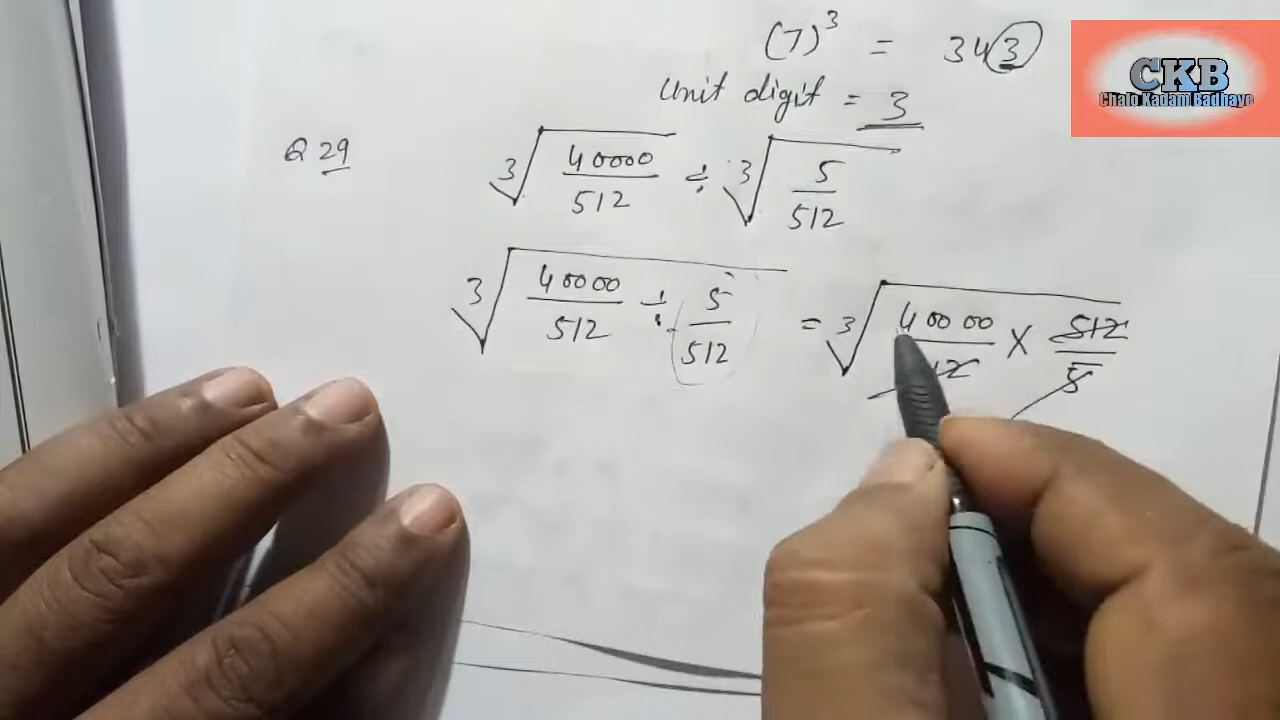 (7)³ = 343
CKB
Chalo Kadam Badhaye
Unit digit = 3
Q 29 ∛(40000/512) ÷ ∛(5/512)
∛(40000/512 ÷ (5/512)) = ∛(40000/12 × 512/5)